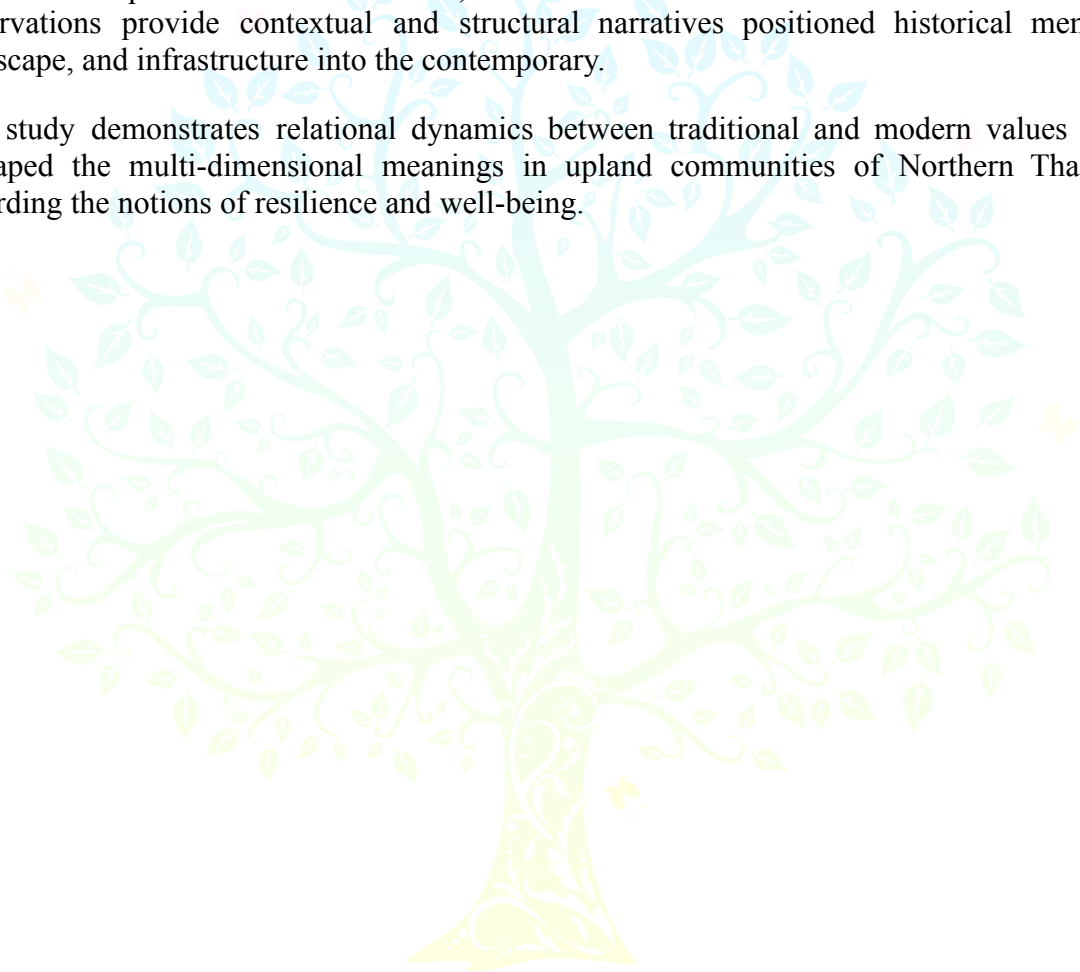 rvations provide contextual and structural narratives positioned historical mem
scape, and infrastructure into the contemporary.
study demonstrates relational dynamics between traditional and modern values
aped the multi-dimensional meanings in upland communities of Northern Tha
rding the notions of resilience and well-being.